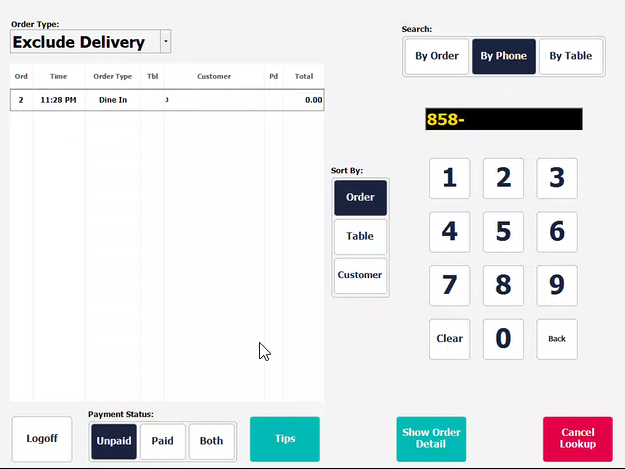 Order Type:
Exclude Delivery
Search:
By Order By Phone By Table
Ord Time Order Type Tbl Customer Pd Total
2 11:28 PM Dine In J 0.00
858-
Sort By:
Order
Table
Customer
1 2 3
4 5 6
7 8 9
Clear 0 Back
Payment Status:
Logoff
Unpaid Paid Both
Tips
Show Order
Detail
Cancel
Lookup